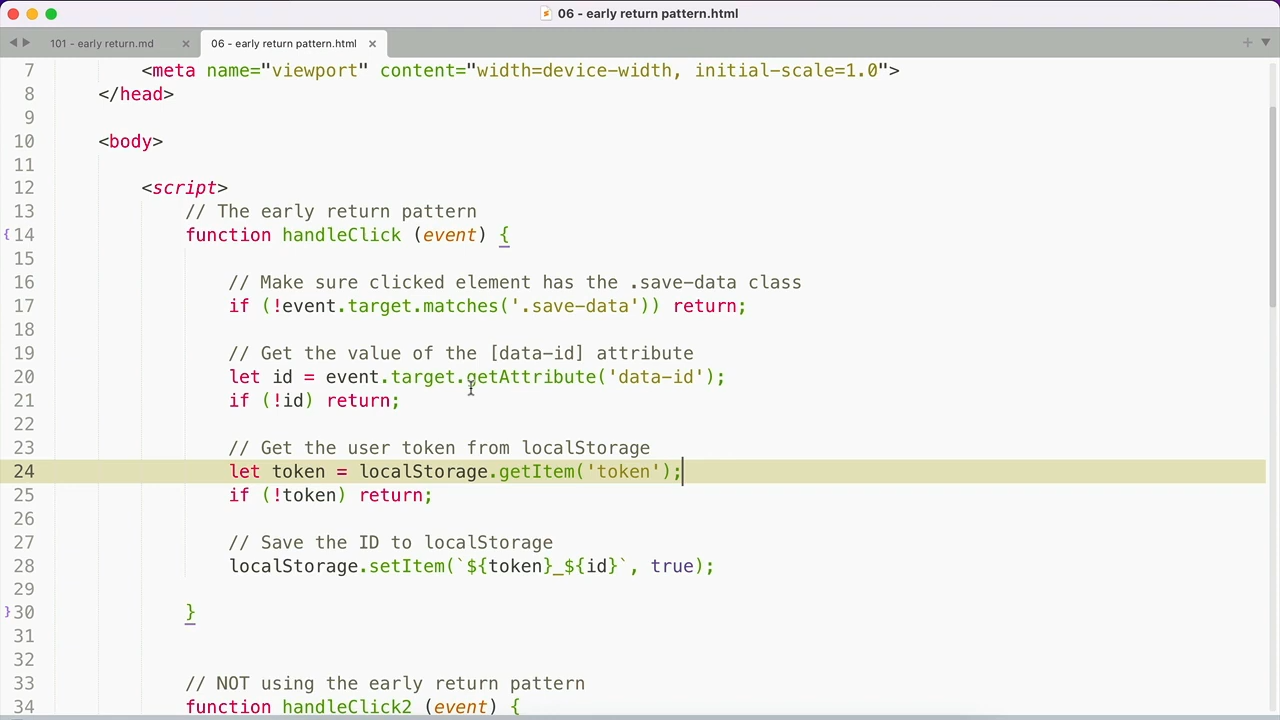 06 - early return pattern.html
101 - early return.md
06 - early return pattern.html
7 <meta name="viewport" content="width=device-width, initial-scale=1.0">
8 </head>
9
10 <body>
11
12 <script>
13 // The early return pattern
14 function handleClick (event) {
15
16 // Make sure clicked element has the .save-data class
17 if (!event.target.matches('.save-data')) return;
18
19 // Get the value of the [data-id] attribute
20 let id = event.target.getAttribute('data-id');
21 if (!id) return;
22
23 // Get the user token from localStorage
24 let token = localStorage.getItem('token');
25 if (!token) return;
26
27 // Save the ID to localStorage
28 localStorage.setItem(`${token}_${id}`, true);
29
30 }
31
32
33 // NOT using the early return pattern
34 function handleClick2 (event) {